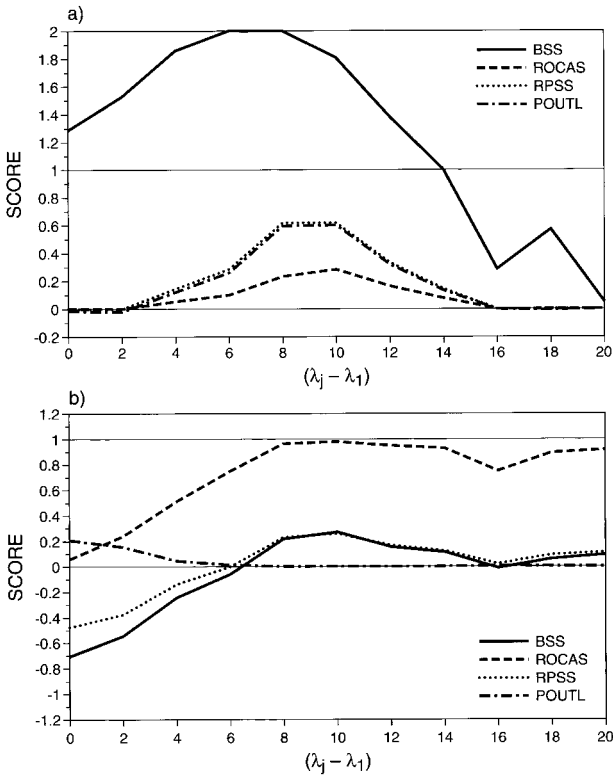 a)
SCORE
2
1.8
1.6
1.4
1.2
1
0.8
0.6
0.4
0.2
0
-0.2
BSS
ROCAS
RPSS
POUTL
0 2 4 6 8 10 12 14 16 18 20
(λj – λ1)
b)
SCORE
1.2
1
0.8
0.6
0.4
0.2
0
-0.2
-0.4
-0.6
-0.8
-1
-1.2
BSS
ROCAS
RPSS
POUTL
0 2 4 6 8 10 12 14 16 18 20
(λj – λ1)